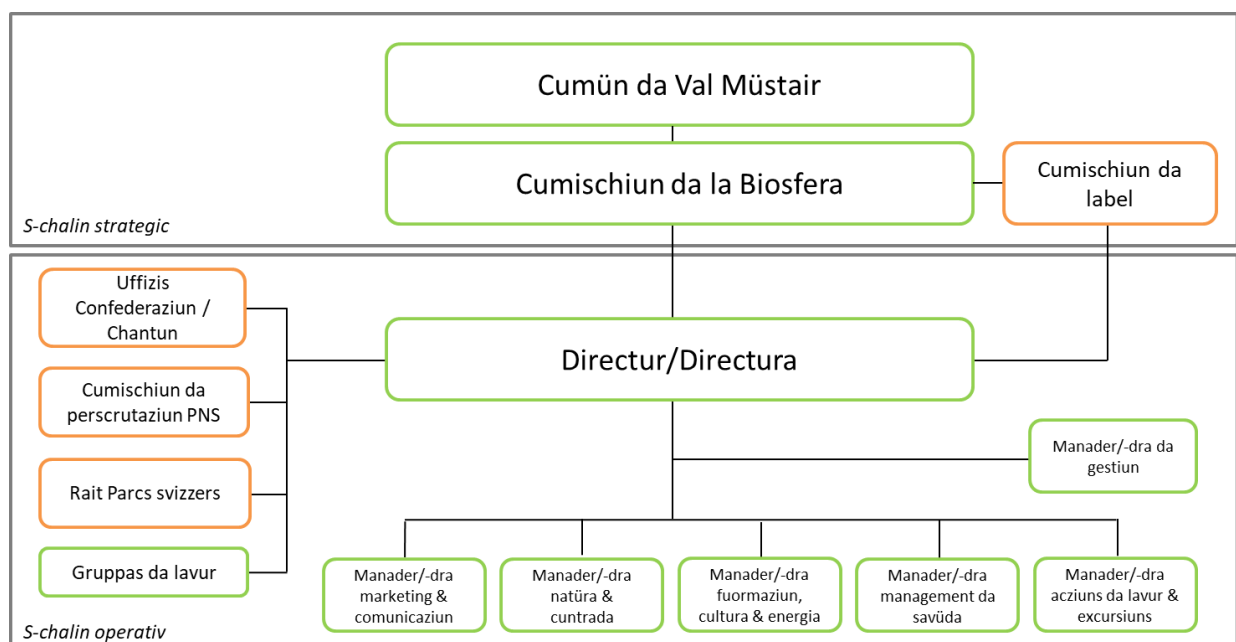 Cumün da Val Müstair
Cumischiun da la Biosfera
Cumischiun da
label
S-chalin strategic
Uffizis
Confederaziun /
Chantun
Directur/Directura
Cumischiun da
perscrutaziun PNS
Manader/-dra da
gestiun
Rait Parcs svizzers
Gruppas da lavur
Manader/-dra
marketing &
comunicaziun
Manader/-dra
natüra &
cuntrada
Manader/-dra
fuormaziun,
cultura & energia
Manader/-dra
management da
savüda
Manader/-dra
acziuns da lavur &
excursiuns
S-chalin operativ